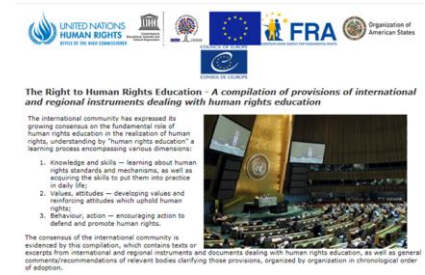 UNITED NATIONS
HUMAN RIGHTS
OFFICE OF THE HIGH COMMISSIONER
FRA
Organization of
American States
COUNCIL OF EUROPE
CONSEIL DE L'EUROPE
The Right to Human Rights Education - A compilation of provisions of international
and regional instruments dealing with human rights education
The international community has expressed its
growing consensus on the fundamental role of
human rights education in the realization of human
rights, understanding by "human rights education" a
learning process encompassing various dimensions:
1. Knowledge and skills — learning about human
rights standards and mechanisms, as well as
acquiring the skills to put them into practice
in daily life;
2. Values, attitudes — developing values and
reinforcing attitudes which uphold human
rights;
3. Behaviour, action — encouraging action to
defend and promote human rights.
The consensus of the international community is
evidenced by this compilation, which contains texts or
excerpts from international and regional instruments and documents dealing with human rights education, as well as general
comments/recommendations of relevant bodies clarifying those provisions, organized by organization in chronological order
of adoption.